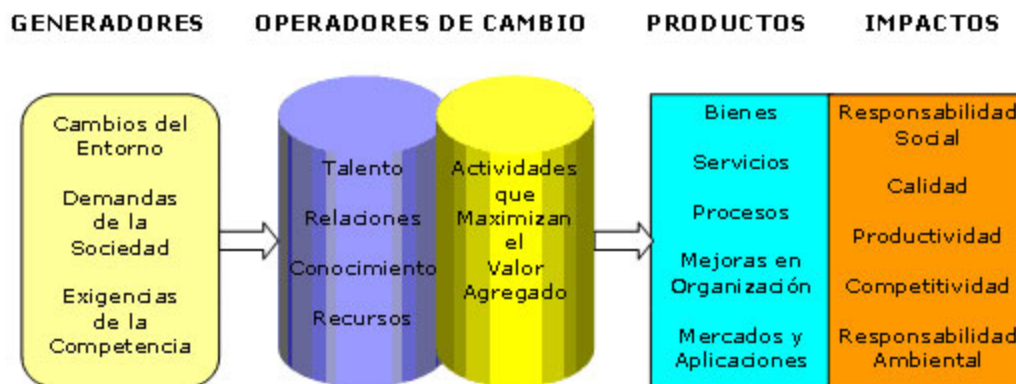 GENERADORES
OPERADORES DE CAMBIO
PRODUCTOS
IMPACTOS
Cambios del
Entorno
Demandas
de la
Sociedad
Exigencias
de la
Competencia
Talento
Relaciones
Conocimiento
Recursos
Actividades
que
Maximizan
el
Valor
Agregado
Bienes
Servicios
Procesos
Mejoras en
Organización
Mercados y
Aplicaciones
Responsabilidad
Social
Calidad
Productividad
Competitividad
Responsabilidad
Ambiental